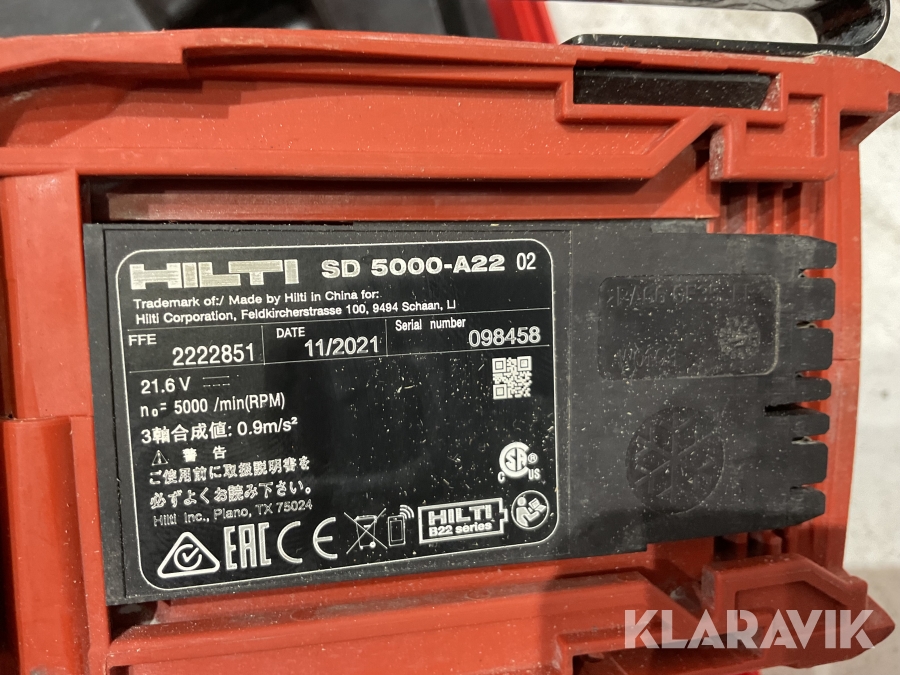 HILTI SD 5000-A22 02
Trademark of:/ Made by Hilti in China for:
Hilti Corporation, Feldkircherstrasse 100, 9494 Schaan, LI
FFE DATE Serial number
2222851 11/2021 098458
21.6 V
n₀= 5000 /min(RPM)
3軸合成値: 0.9m/s²
警 告
ご使用前に取扱説明書を
必ずよくお読み下さい。
Hilti Inc., Plano, TX 75024
C SA ® US
EAC CE
HILTI
B22 series
KLARAVIK